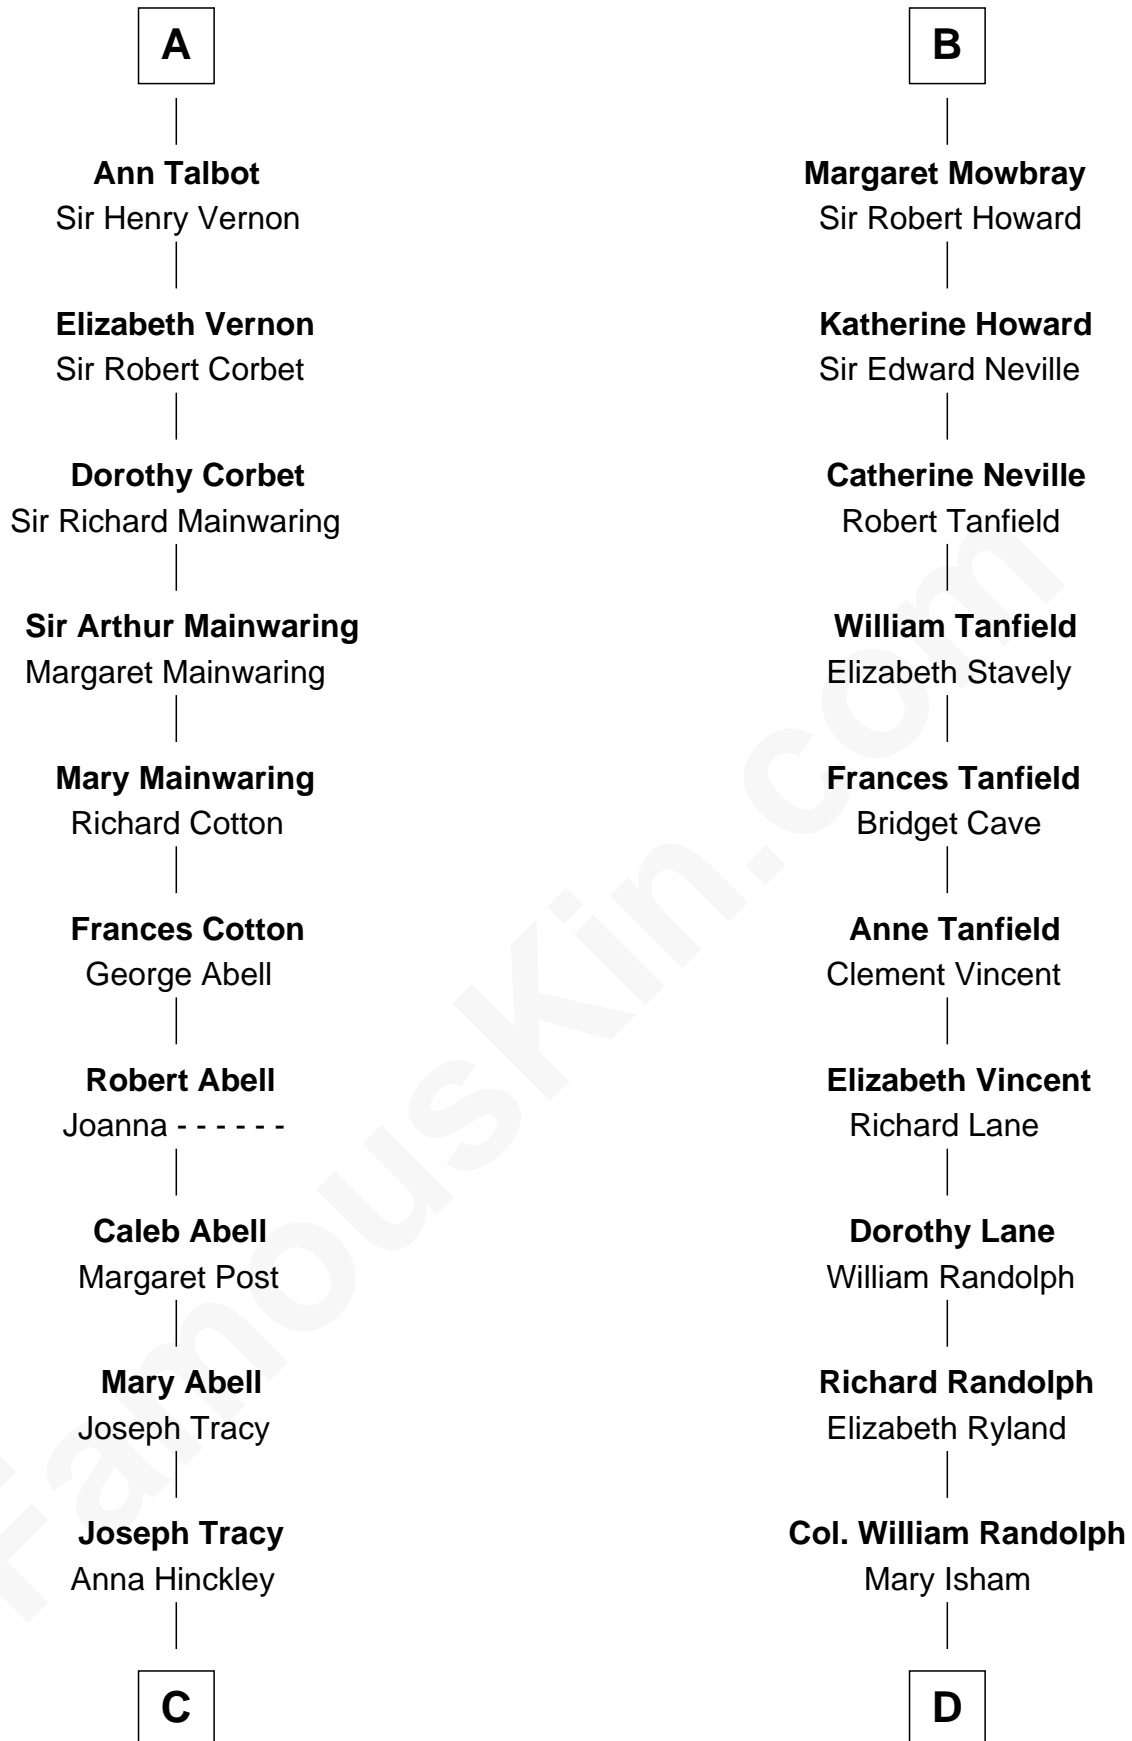 A
Ann Talbot
Sir Henry Vernon
Elizabeth Vernon
Sir Robert Corbet
Dorothy Corbet
Sir Richard Mainwaring
Sir Arthur Mainwaring
Margaret Mainwaring
Mary Mainwaring
Richard Cotton
Frances Cotton
George Abell
Robert Abell
Joanna - - - - - -
Caleb Abell
Margaret Post
Mary Abell
Joseph Tracy
Joseph Tracy
Anna Hinckley
C
B
Margaret Mowbray
Sir Robert Howard
Katherine Howard
Sir Edward Neville
Catherine Neville
Robert Tanfield
William Tanfield
Elizabeth Stavely
Frances Tanfield
Bridget Cave
Anne Tanfield
Clement Vincent
Elizabeth Vincent
Richard Lane
Dorothy Lane
William Randolph
Richard Randolph
Elizabeth Ryland
Col. William Randolph
Mary Isham
D
FamousKin.com